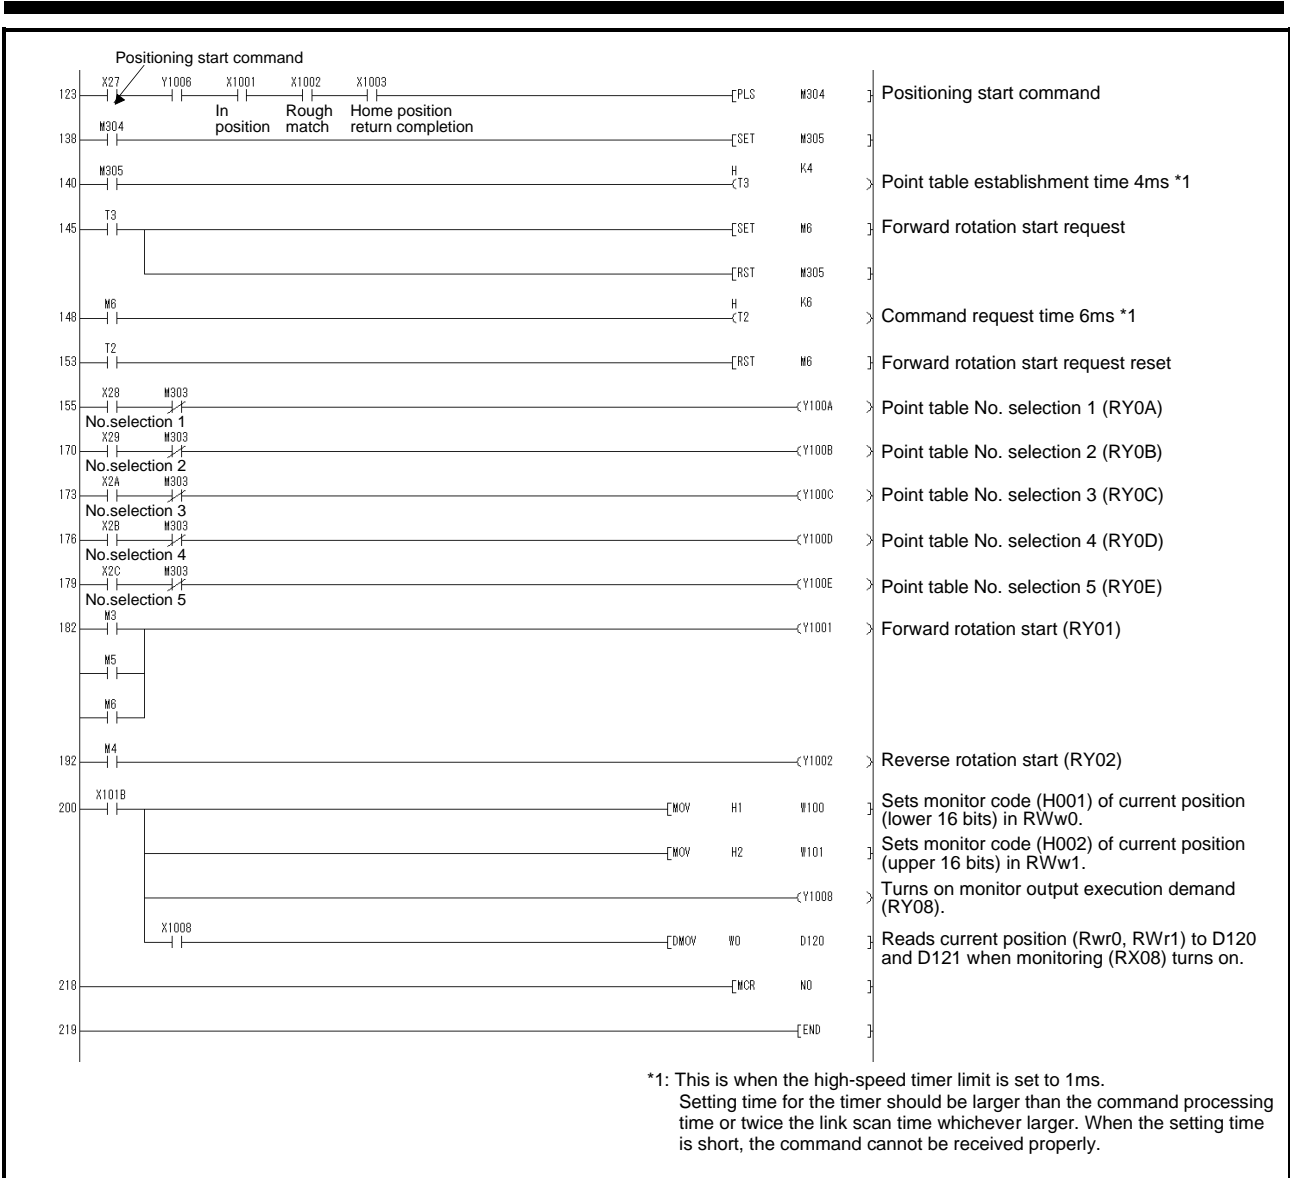 Positioning start command
X27 Y1006 X1001 X1002 X1003
123 [PLS M304 ] Positioning start command
In position
Rough match
Home position return completion
M304
138 [SET M305 ]
M305 H K4
140 (T3 ) Point table establishment time 4ms *1
T3
145 [SET M6 ] Forward rotation start request
[RST M305 ]
M6 H K6
148 (T2 ) Command request time 6ms *1
T2
153 [RST M6 ] Forward rotation start request reset
X28 M303
155 (Y100A ) Point table No. selection 1 (RY0A)
No.selection 1
X29 M303
170 (Y100B ) Point table No. selection 2 (RY0B)
No.selection 2
X2A M303
173 (Y100C ) Point table No. selection 3 (RY0C)
No.selection 3
X2B M303
176 (Y100D ) Point table No. selection 4 (RY0D)
No.selection 4
X2C M303
179 (Y100E ) Point table No. selection 5 (RY0E)
No.selection 5
M3
182 (Y1001 ) Forward rotation start (RY01)
M5
M6
M4
192 (Y1002 ) Reverse rotation start (RY02)
X101B
200 [MOV H1 W100 ] Sets monitor code (H001) of current position
(lower 16 bits) in RWw0.
[MOV H2 W101 ] Sets monitor code (H002) of current position
(upper 16 bits) in RWw1.
(Y1008 ) Turns on monitor output execution demand
(RY08).
X1008
[DMOV W0 D120 ] Reads current position (Rwr0, RWr1) to D120
and D121 when monitoring (RX08) turns on.
218 [MCR N0 ]
219 [END ]
*1: This is when the high-speed timer limit is set to 1ms.
Setting time for the timer should be larger than the command processing
time or twice the link scan time whichever larger. When the setting time
is short, the command cannot be received properly.